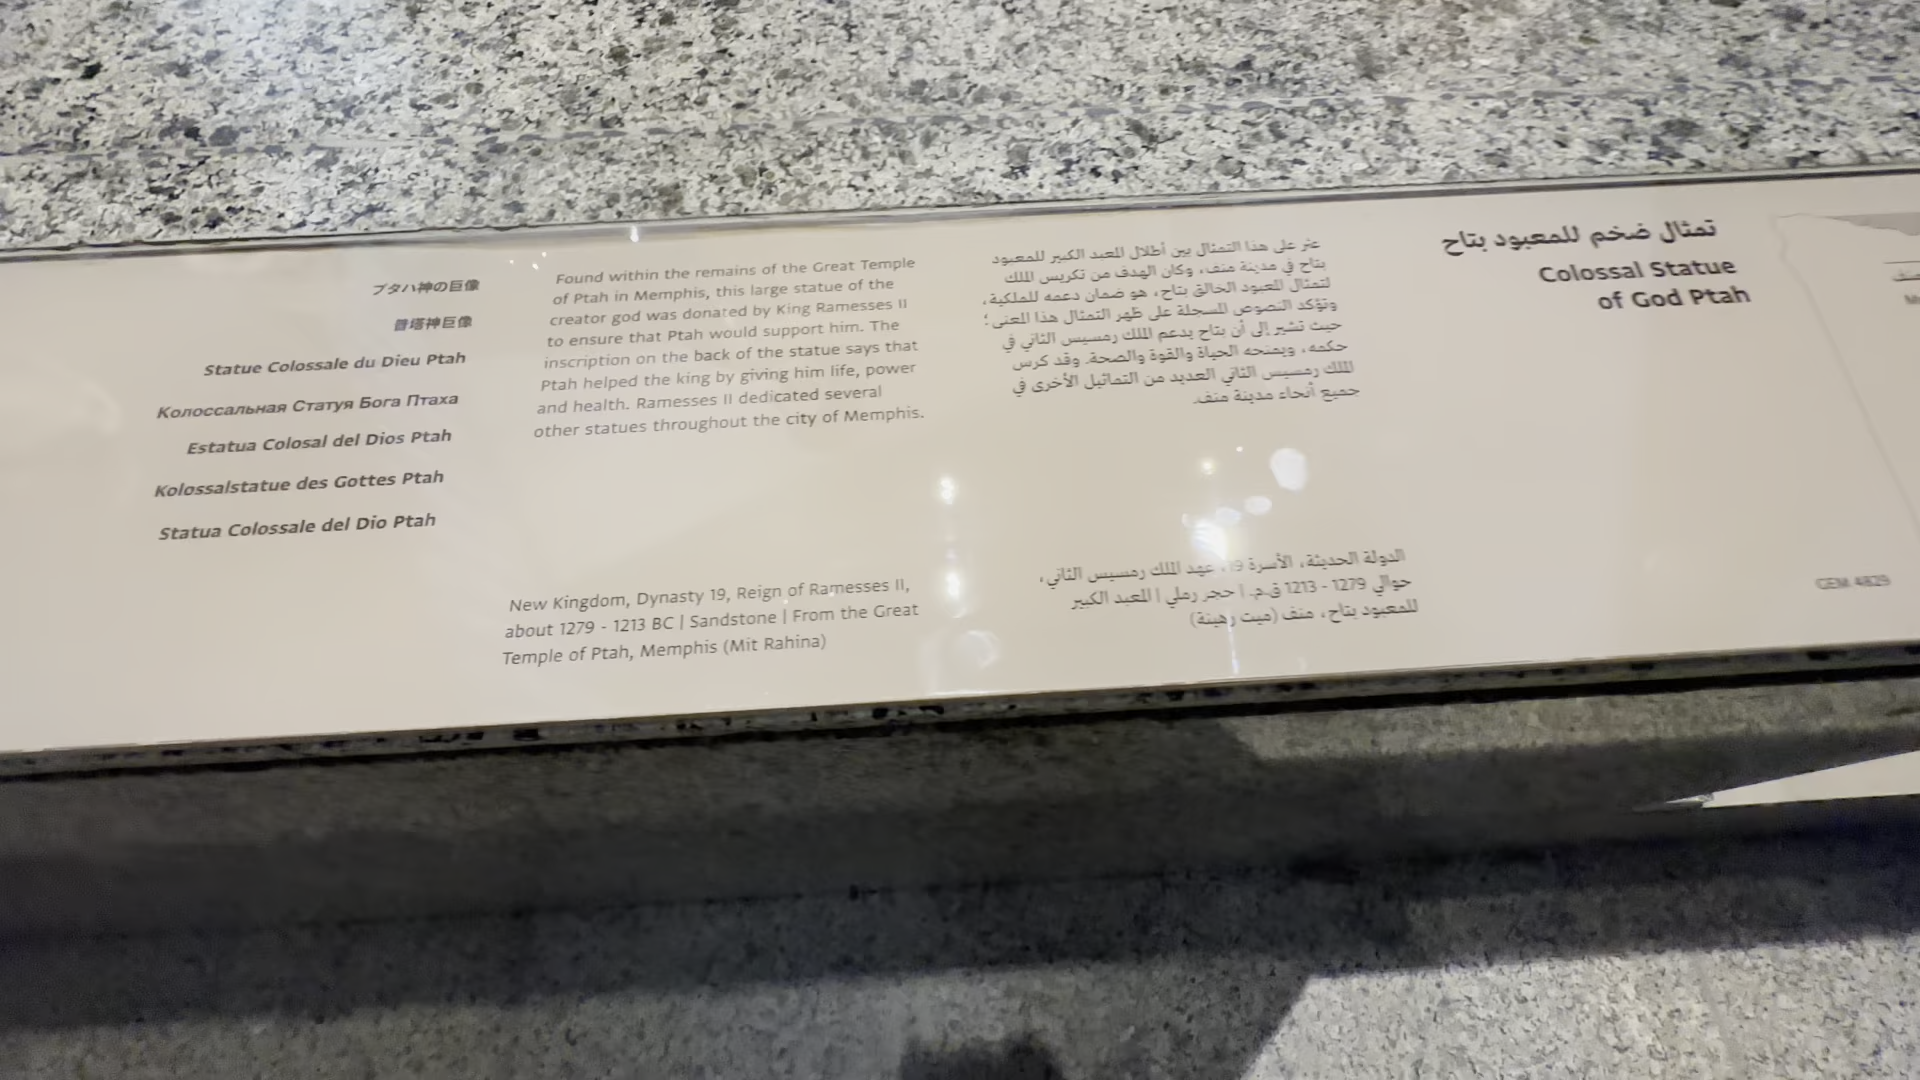 プタハ神の巨像
普塔神巨像
Statue Colossale du Dieu Ptah
Колоссальная Статуя Бога Птаха
Estatua Colosal del Dios Ptah
Kolossalstatue des Gottes Ptah
Statua Colossale del Dio Ptah
Found within the remains of the Great Temple
of Ptah in Memphis, this large statue of the
creator god was donated by King Ramesses II
to ensure that Ptah would support him. The
inscription on the back of the statue says that
Ptah helped the king by giving him life, power
and health. Ramesses II dedicated several
other statues throughout the city of Memphis.
New Kingdom, Dynasty 19, Reign of Ramesses II,
about 1279 - 1213 BC | Sandstone | From the Great
Temple of Ptah, Memphis (Mit Rahina)
عثر على هذا التمثال بين أطلال المعبد الكبير للمعبود
بتاح في مدينة منف، وكان الهدف من تكريس الملك
لتمثال المعبود الخالق بتاح، هو ضمان دعمه للملكية،
وتؤكد النصوص المسجلة على ظهر التمثال هذا المعنى؛
حيث تشير إلى أن بتاح يدعم الملك رمسيس الثاني في
حكمه، ويمنحه الحياة والقوة والصحة. وقد كرس
الملك رمسيس الثاني العديد من التماثيل الأخرى في
جميع أنحاء مدينة منف.
الدولة الحديثة، الأسرة 19، عهد الملك رمسيس الثاني،
حوالي 1279 - 1213 ق.م. | حجر رملي | المعبد الكبير
للمعبود بتاح، منف (ميت رهينة)
تمثال ضخم للمعبود بتاح
Colossal Statue
of God Ptah
GEM 4829